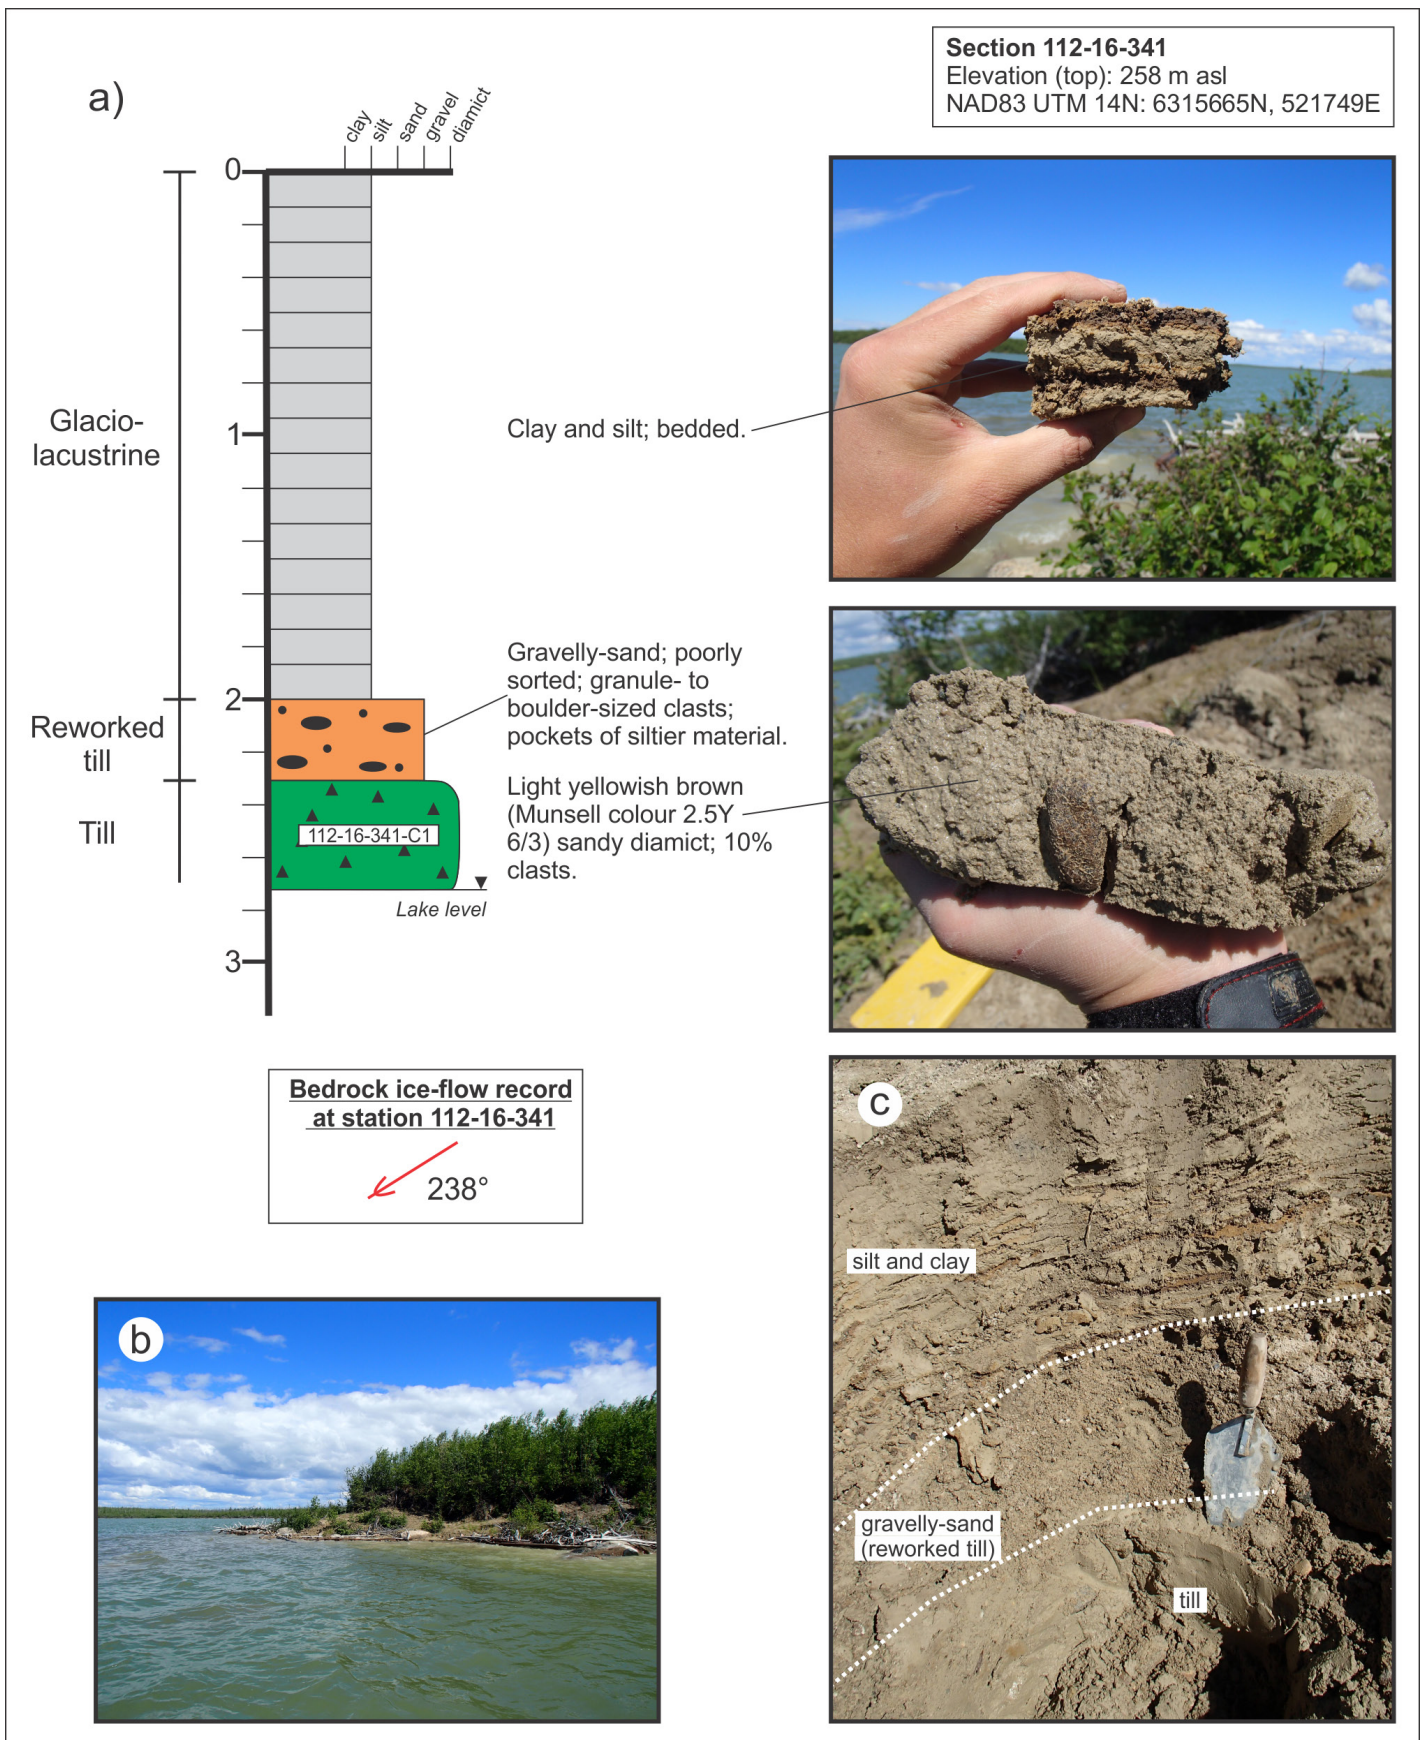 Section 112-16-341
Elevation (top): 258 m asl
NAD83 UTM 14N: 6315665N, 521749E
a)
clay
silt
sand
gravel
diamict
0
1
2
3
Glacio-
lacustrine
Reworked
till
Till
Clay and silt; bedded.
Gravelly-sand; poorly
sorted; granule- to
boulder-sized clasts;
pockets of siltier material.
Light yellowish brown
(Munsell colour 2.5Y
6/3) sandy diamict; 10%
clasts.
112-16-341-C1
Lake level
Bedrock ice-flow record
at station 112-16-341
238°
b
c
silt and clay
gravelly-sand
(reworked till)
till